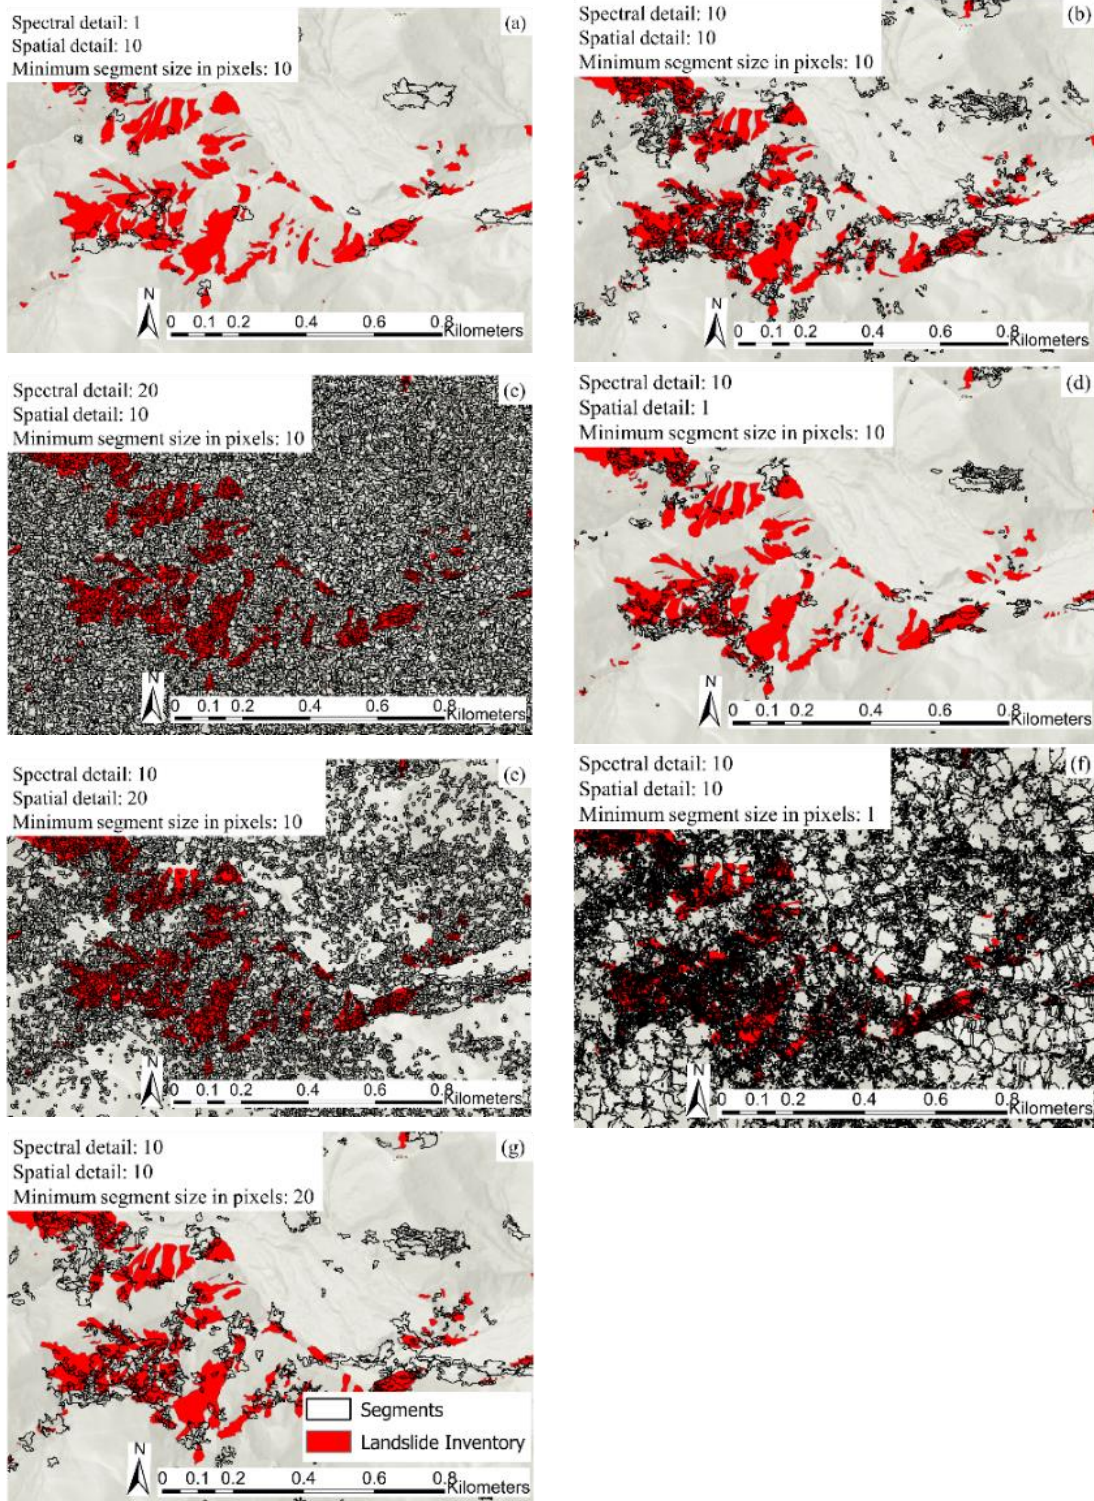 Spectral detail: 1
Spatial detail: 10
Minimum segment size in pixels: 10
(a)
N
0 0.1 0.2 0.4 0.6 0.8
Kilometers
Spectral detail: 10
Spatial detail: 10
Minimum segment size in pixels: 10
(b)
N
0 0.1 0.2 0.4 0.6 0.8
Kilometers
Spectral detail: 20
Spatial detail: 10
Minimum segment size in pixels: 10
(c)
N
0 0.1 0.2 0.4 0.6 0.8
Kilometers
Spectral detail: 10
Spatial detail: 1
Minimum segment size in pixels: 10
(d)
N
0 0.1 0.2 0.4 0.6 0.8
Kilometers
Spectral detail: 10
Spatial detail: 20
Minimum segment size in pixels: 10
(e)
N
0 0.1 0.2 0.4 0.6 0.8
Kilometers
Spectral detail: 10
Spatial detail: 10
Minimum segment size in pixels: 1
(f)
N
0 0.1 0.2 0.4 0.6 0.8
Kilometers
Spectral detail: 10
Spatial detail: 10
Minimum segment size in pixels: 20
(g)
Segments
Landslide Inventory
N
0 0.1 0.2 0.4 0.6 0.8
Kilometers